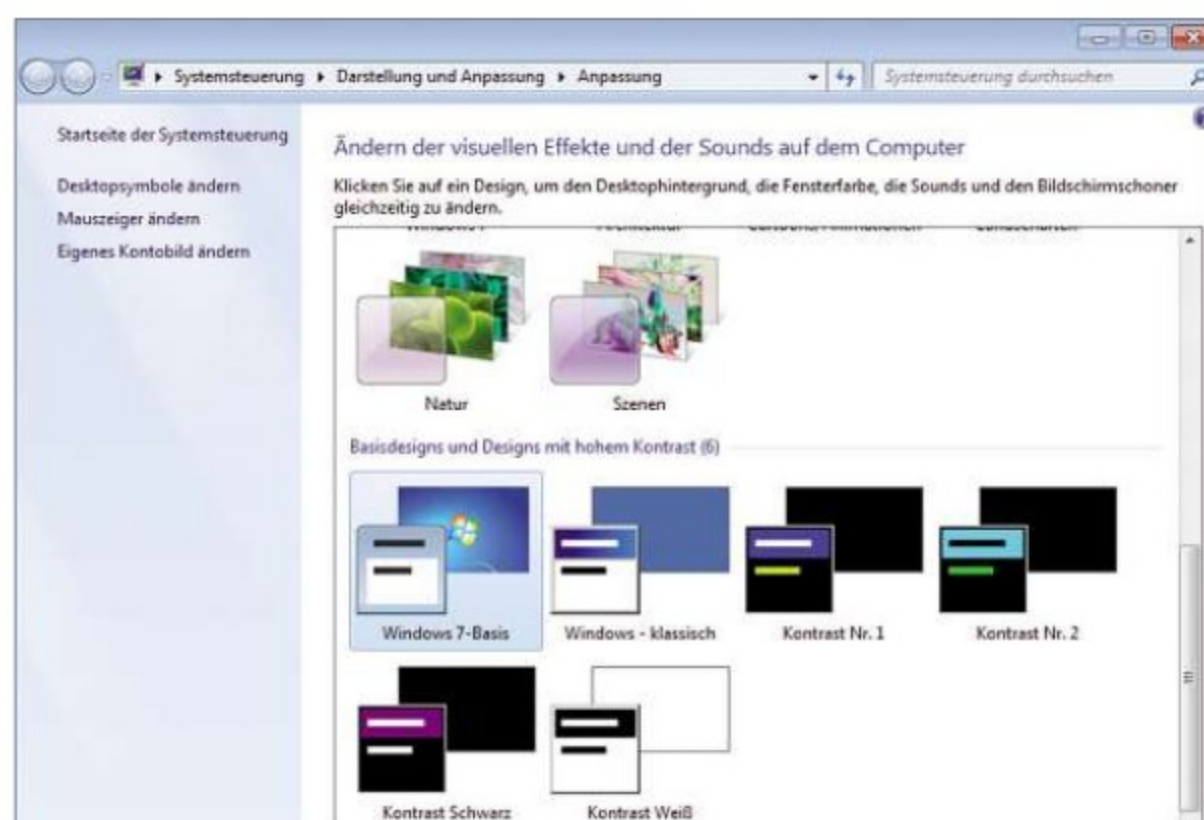 Systemsteuerung ▸ Darstellung und Anpassung ▸ Anpassung
Systemsteuerung durchsuchen
Startseite der Systemsteuerung
Desktopsymbole ändern
Mauszeiger ändern
Eigenes Kontobild ändern
Ändern der visuellen Effekte und der Sounds auf dem Computer
Klicken Sie auf ein Design, um den Desktophintergrund, die Fensterfarbe, die Sounds und den Bildschirmschoner
gleichzeitig zu ändern.
Natur Szenen
Basisdesigns und Designs mit hohem Kontrast (6)
Windows 7-Basis Windows - klassisch Kontrast Nr. 1 Kontrast Nr. 2
Kontrast Schwarz Kontrast Weiß